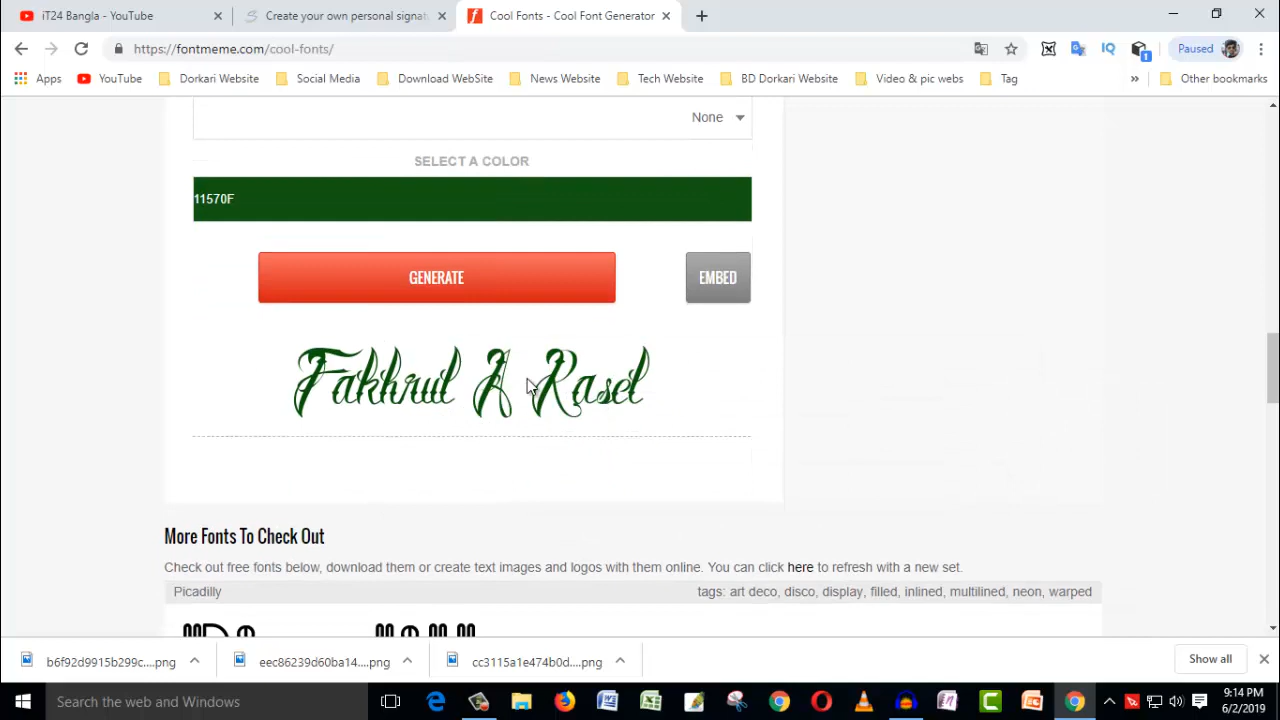 iT24 Bangla - YouTube
Create your own personal signat
Cool Fonts - Cool Font Generator
https://fontmeme.com/cool-fonts/
Paused
Apps
YouTube
Dorkari Website
Social Media
Download WebSite
News Website
Tech Website
BD Dorkari Website
Video & pic webs
Tag
»
Other bookmarks
None
SELECT A COLOR
11570F
GENERATE
EMBED
Fakhrul A Rasel
More Fonts To Check Out
Check out free fonts below, download them or create text images and logos with them online. You can click here to refresh with a new set.
Picadilly
tags: art deco, disco, display, filled, inlined, multilined, neon, warped
b6f92d9915b299c....png
eec86239d60ba14....png
cc3115a1e474b0d....png
Show all
Search the web and Windows
9:14 PM
6/2/2019